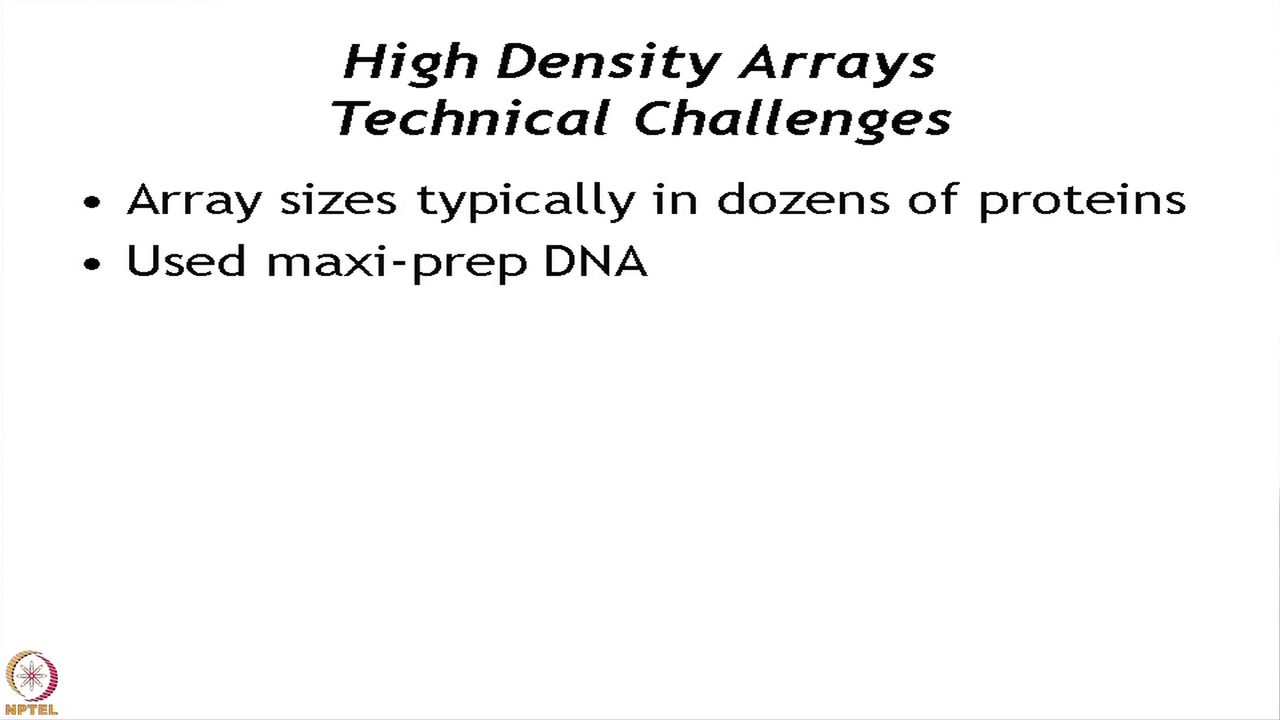 High Density Arrays
Technical Challenges
• Array sizes typically in dozens of proteins
• Used maxi-prep DNA
NPTEL